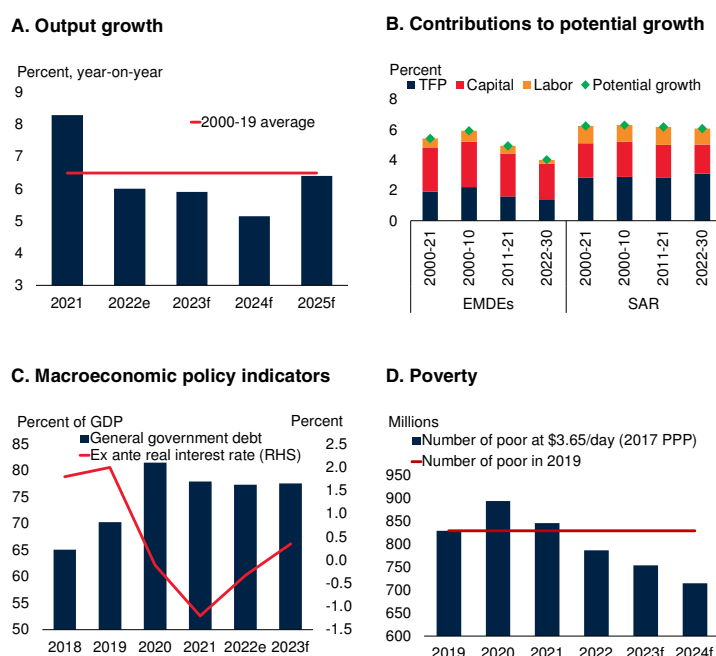 A. Output growth
Percent, year-on-year
9
8
7
6
5
4
3
2000-19 average
2021 2022e 2023f 2024f 2025f
B. Contributions to potential growth
Percent
TFP Capital Labor Potential growth
8
6
4
2
0
2000-21 2000-10 2011-21 2022-30 2000-21 2000-10 2011-21 2022-30
EMDEs SAR
C. Macroeconomic policy indicators
Percent of GDP Percent
General government debt
Ex ante real interest rate (RHS)
85 2.5
80 2.0
75 1.5
70 1.0
65 0.5
60 0.0
55 -0.5
50 -1.0
-1.5
2018 2019 2020 2021 2022e 2023f
D. Poverty
Millions
Number of poor at $3.65/day (2017 PPP)
Number of poor in 2019
950
900
850
800
750
700
650
600
2019 2020 2021 2022 2023f 2024f